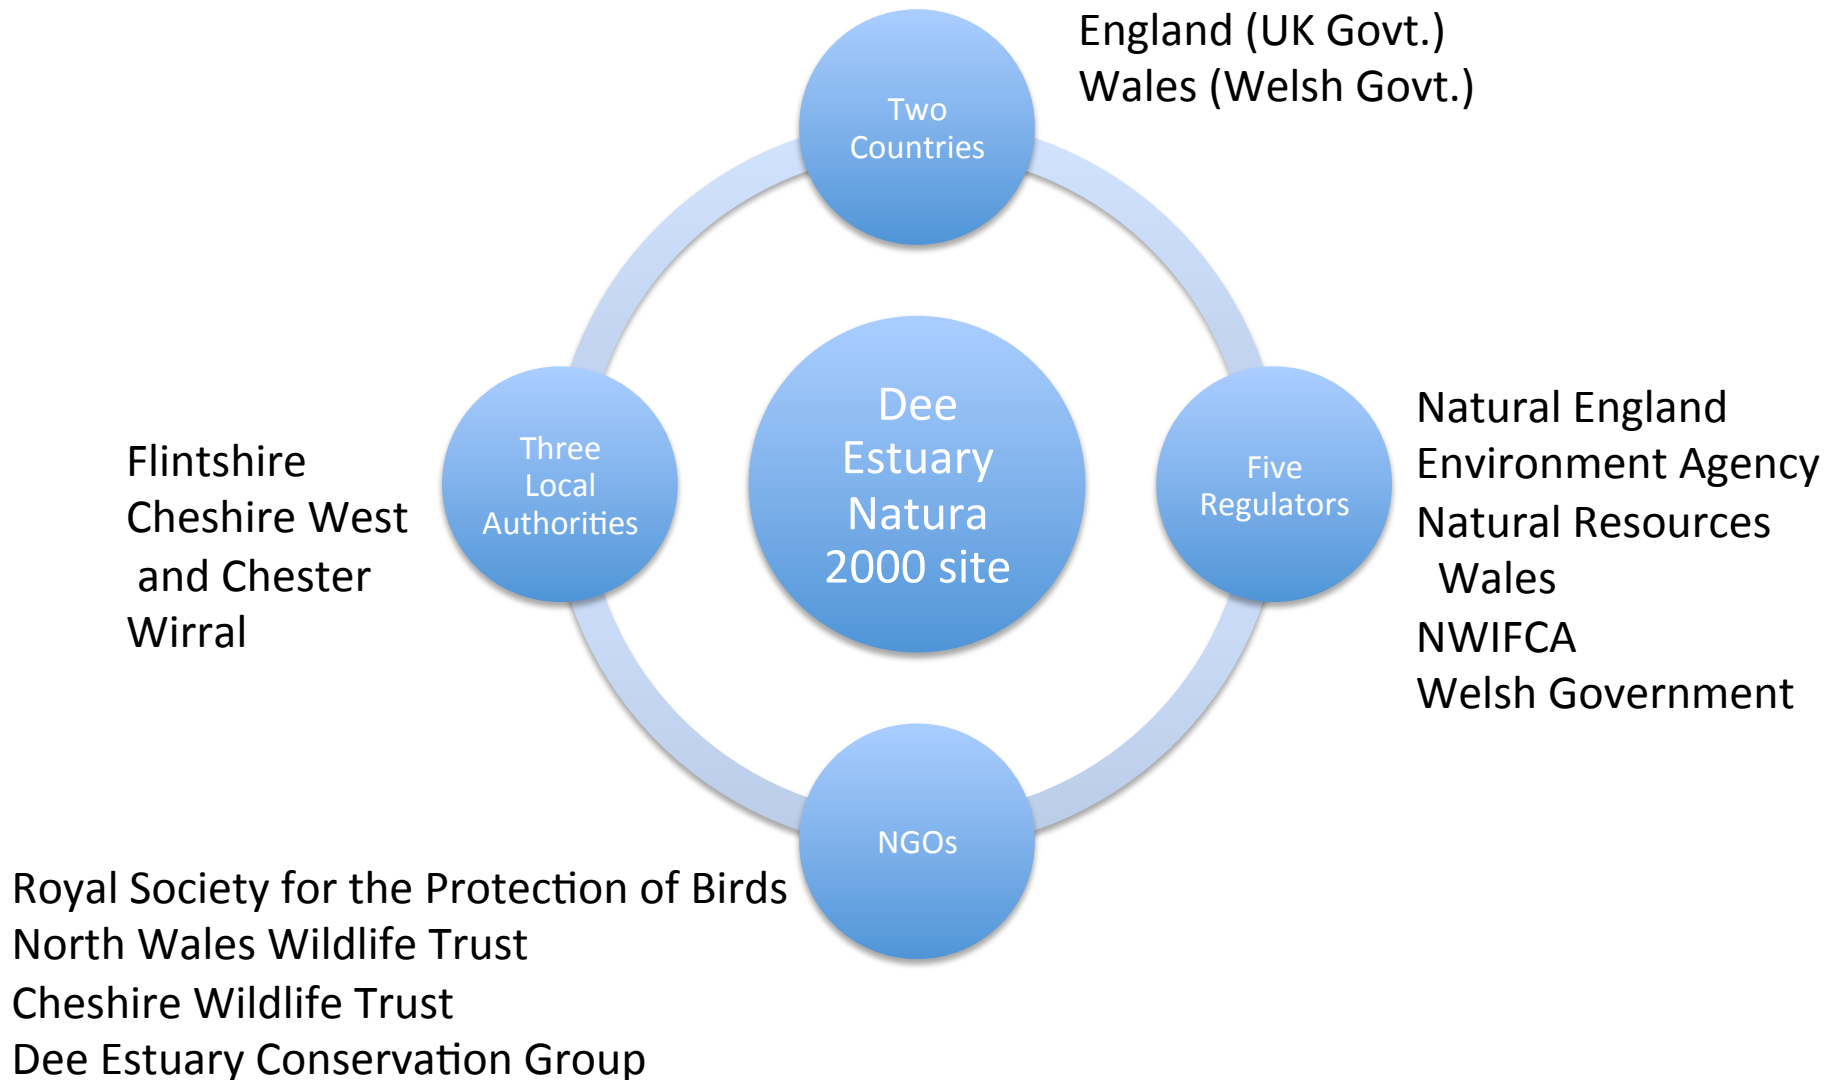 England (UK Govt.)
Wales (Welsh Govt.)
Two
Countries
Dee
Estuary
Natura
2000 site
Three
Local
Authorities
Flintshire
Cheshire West
and Chester
Wirral
Five
Regulators
Natural England
Environment Agency
Natural Resources
Wales
NWIFCA
Welsh Government
NGOs
Royal Society for the Protection of Birds
North Wales Wildlife Trust
Cheshire Wildlife Trust
Dee Estuary Conservation Group